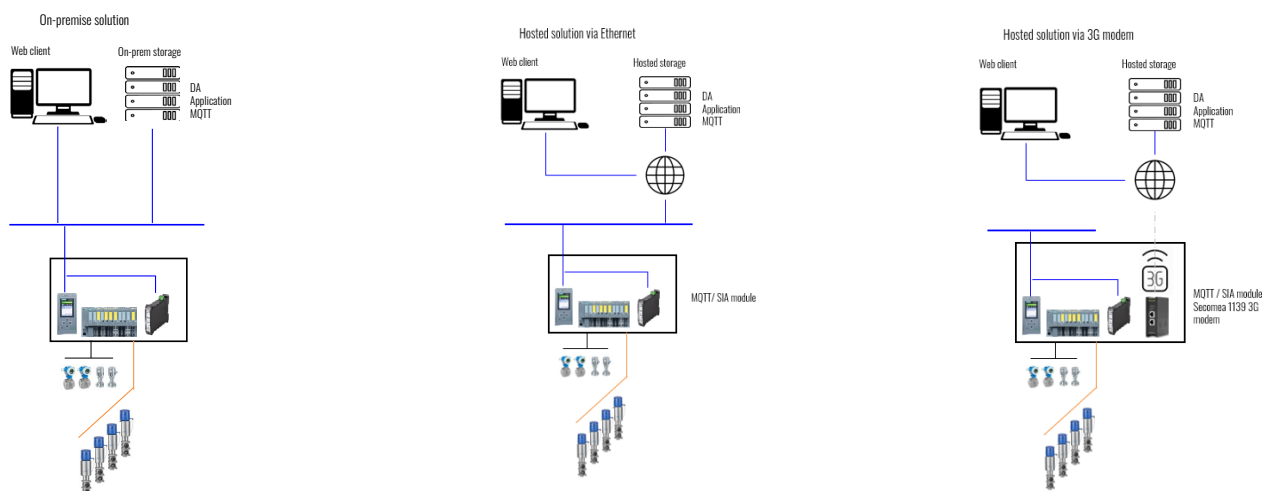 On-premise solution
Web client
On-prem storage
DA
Application
MQTT
Hosted solution via Ethernet
Web client
Hosted storage
DA
Application
MQTT
MQTT/ SIA module
Hosted solution via 3G modem
Web client
Hosted storage
DA
Application
MQTT
3G
MQTT / SIA module
Secomea 1139 3G
modem